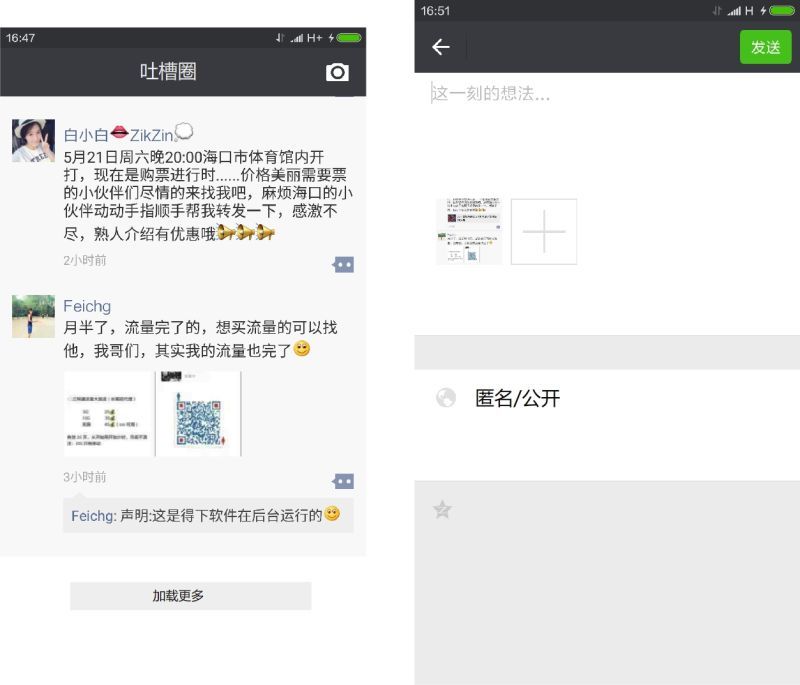 16:47
H+
吐槽圈
白小白👄ZikZin💭
5月21日周六晚20:00海口市体育馆内开
打，现在是购票进行时......价格美丽需要票
的小伙伴们尽情的来找我吧，麻烦海口的小
伙伴动动手指顺手帮我转发一下，感激不
尽，熟人介绍有优惠哦
2小时前
Feichg
月半了，流量完了的，想买流量的可以找
他，我哥们，其实我的流量也完了
3小时前
Feichg: 声明:这是得下软件在后台运行的
加载更多
16:51
H
发送
这一刻的想法...
匿名/公开